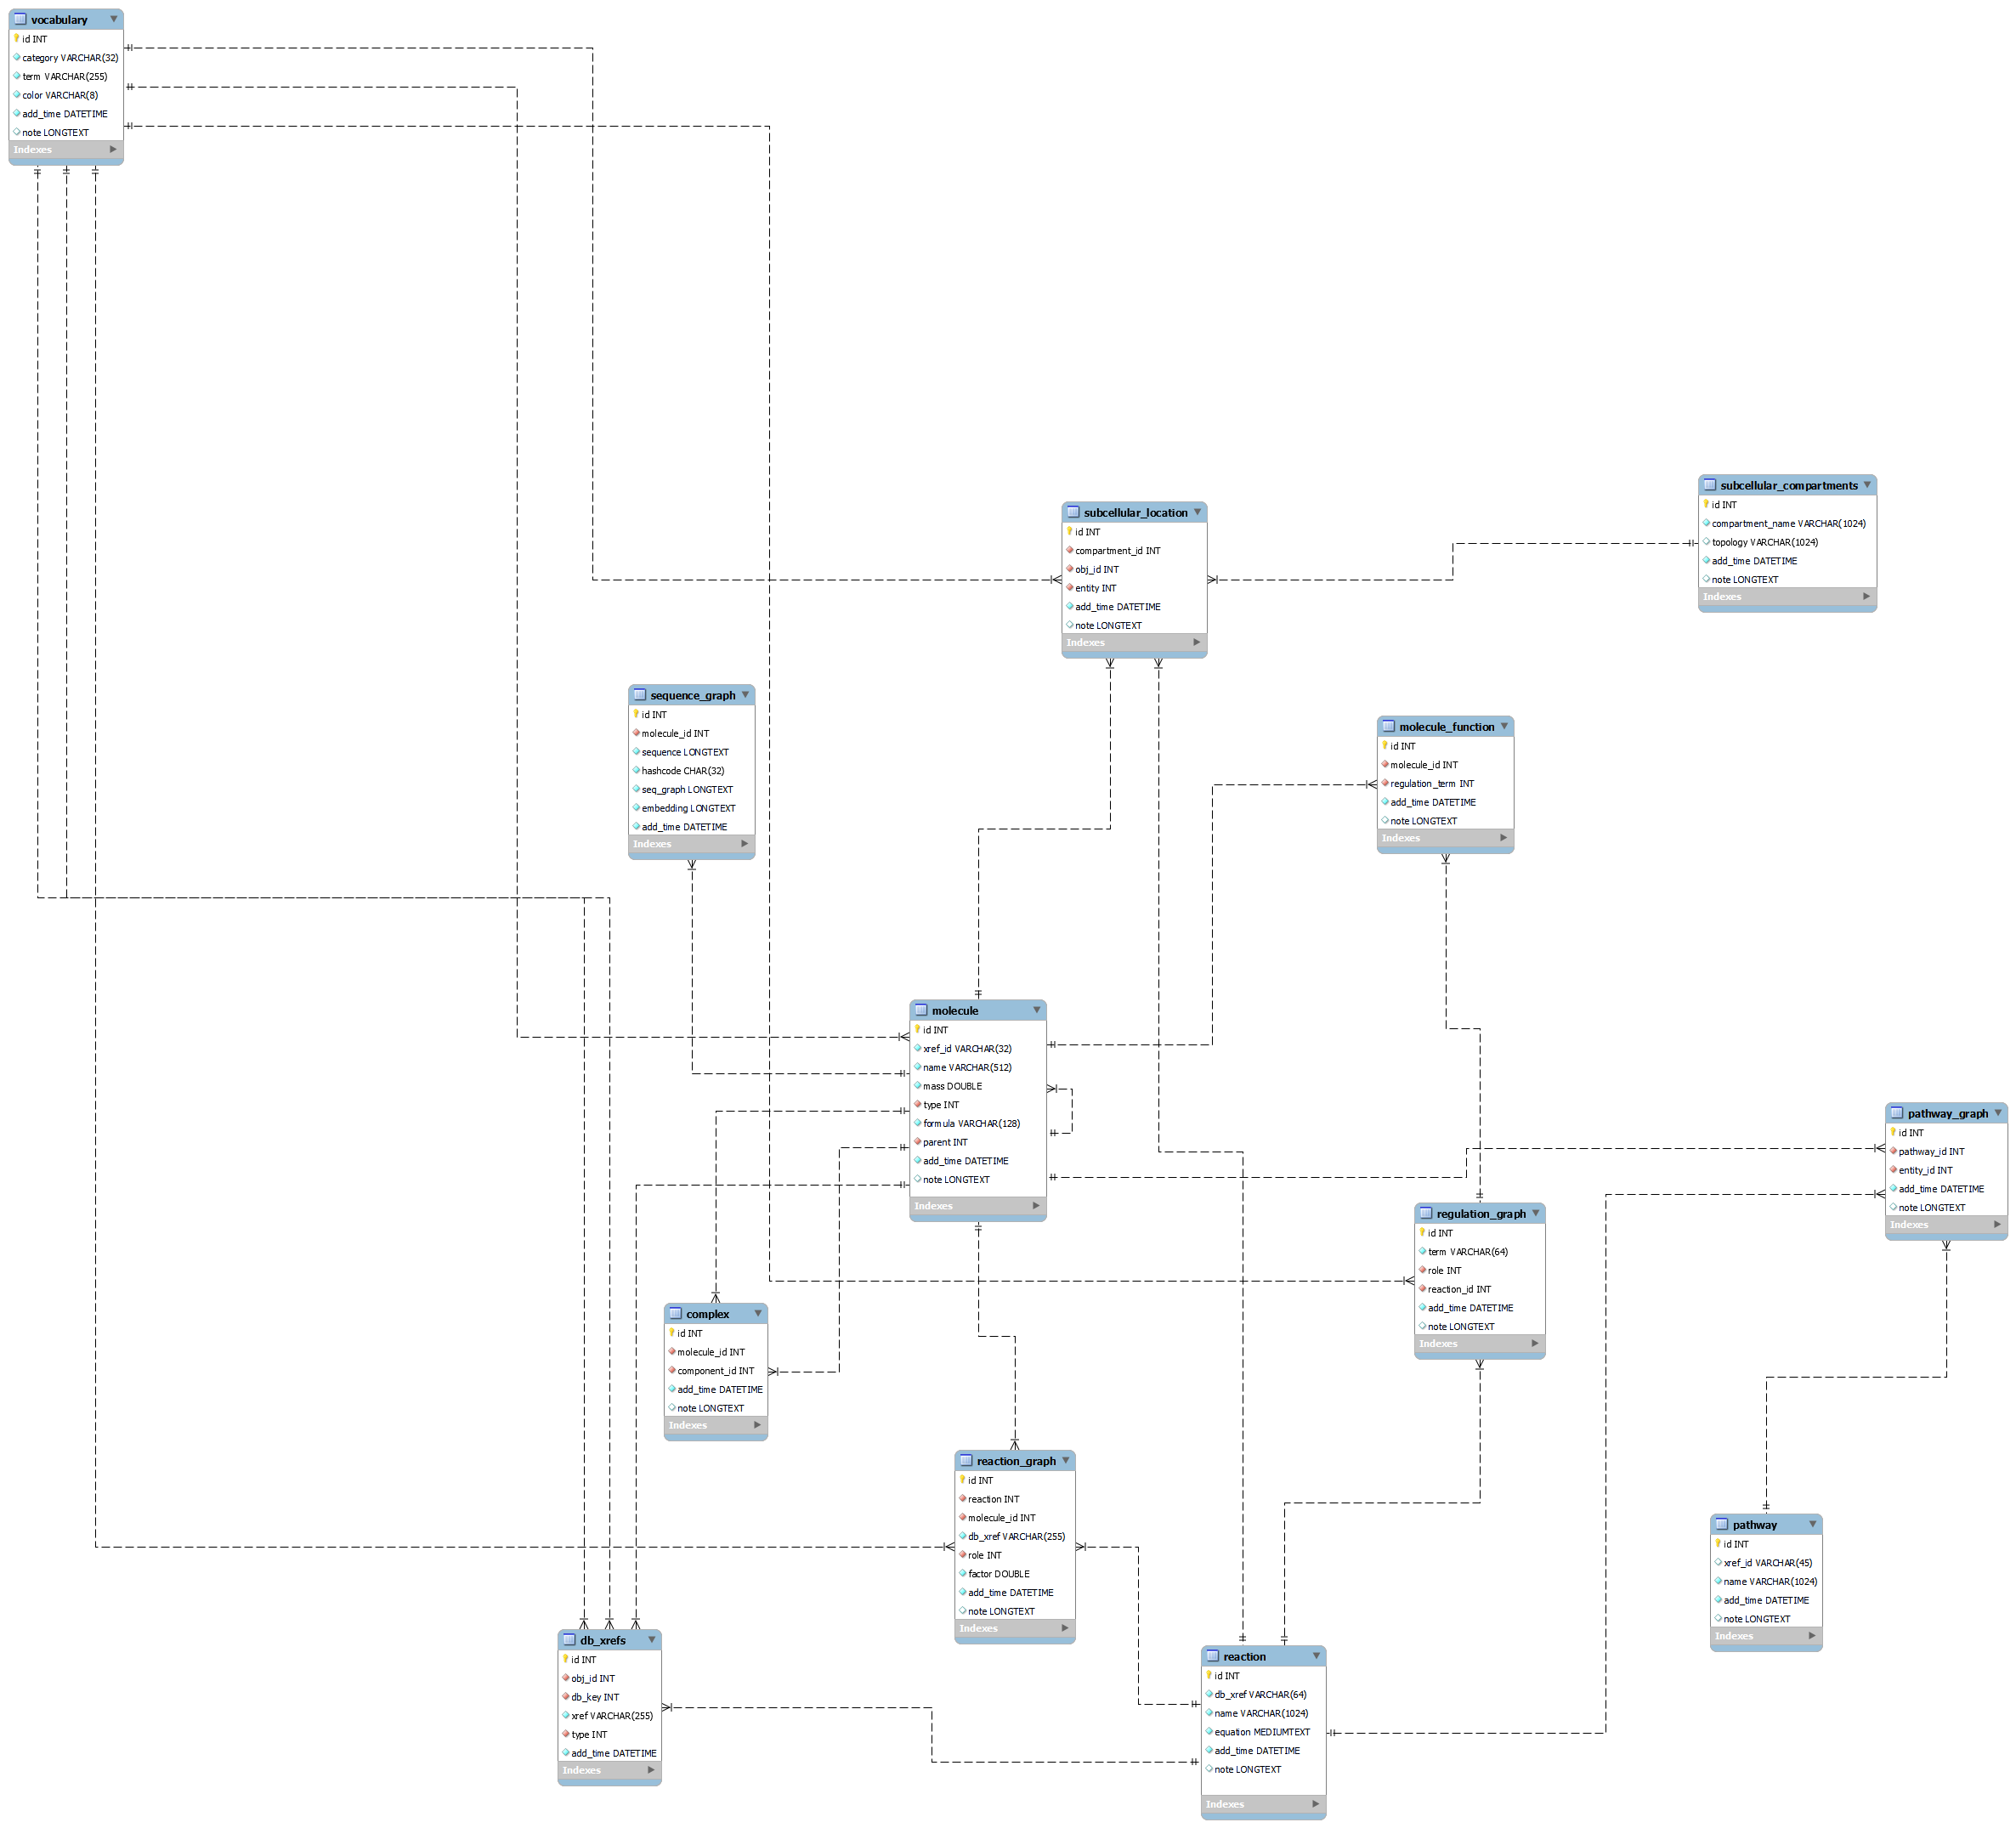 vocabulary
id INT
category VARCHAR(32)
term VARCHAR(255)
color VARCHAR(8)
add_time DATETIME
note LONGTEXT
Indexes
subcellular_compartments
id INT
compartment_name VARCHAR(1024)
topology VARCHAR(1024)
add_time DATETIME
note LONGTEXT
Indexes
subcellular_location
id INT
compartment_id INT
obj_id INT
entity INT
add_time DATETIME
note LONGTEXT
Indexes
sequence_graph
id INT
molecule_id INT
sequence LONGTEXT
hashcode CHAR(32)
seq_graph LONGTEXT
embedding LONGTEXT
add_time DATETIME
Indexes
molecule_function
id INT
molecule_id INT
regulation_term INT
add_time DATETIME
note LONGTEXT
Indexes
molecule
id INT
xref_id VARCHAR(32)
name VARCHAR(512)
mass DOUBLE
type INT
formula VARCHAR(128)
parent INT
add_time DATETIME
note LONGTEXT
Indexes
pathway_graph
id INT
pathway_id INT
entity_id INT
add_time DATETIME
note LONGTEXT
Indexes
regulation_graph
id INT
term VARCHAR(64)
role INT
reaction_id INT
add_time DATETIME
note LONGTEXT
Indexes
complex
id INT
molecule_id INT
component_id INT
add_time DATETIME
note LONGTEXT
Indexes
reaction_graph
id INT
reaction INT
molecule_id INT
db_xref VARCHAR(255)
role INT
factor DOUBLE
add_time DATETIME
note LONGTEXT
Indexes
pathway
id INT
xref_id VARCHAR(45)
name VARCHAR(1024)
add_time DATETIME
note LONGTEXT
Indexes
db_xrefs
id INT
obj_id INT
db_key INT
xref VARCHAR(255)
type INT
add_time DATETIME
Indexes
reaction
id INT
db_xref VARCHAR(64)
name VARCHAR(1024)
equation MEDIUMTEXT
add_time DATETIME
note LONGTEXT
Indexes